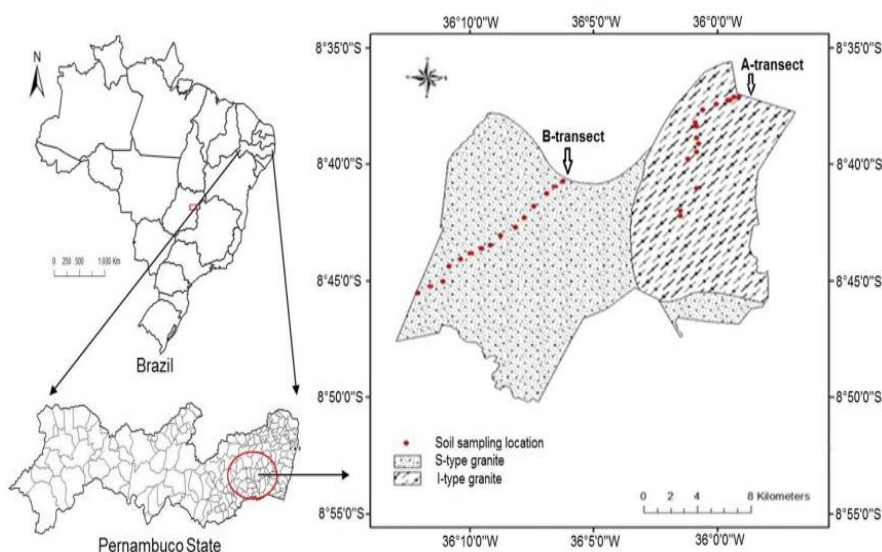 N
0 250 500 1.000 Km
Brazil
Pernambuco State
36°10'0"W 36°5'0"W 36°0'0"W
8°35'0"S 8°35'0"S
A-transect
B-transect
8°40'0"S 8°40'0"S
8°45'0"S 8°45'0"S
8°50'0"S 8°50'0"S
Soil sampling location
S-type granite
I-type granite
0 2 4 8 Kilometers
8°55'0"S 8°55'0"S
36°10'0"W 36°5'0"W 36°0'0"W